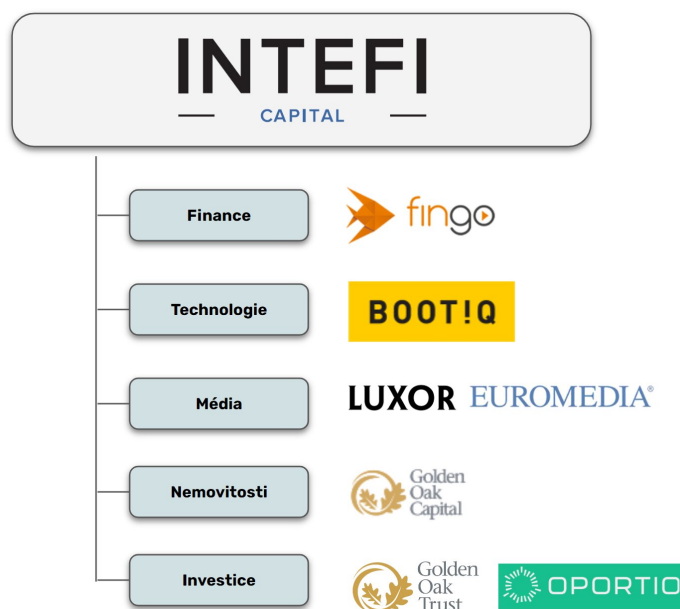 INTEFI
CAPITAL
Finance
fingo
Technologie
BOOT!Q
Média
LUXOR EUROMEDIA®
Nemovitosti
Golden
Oak
Capital
Investice
Golden
Oak
Trust
OPORTIO